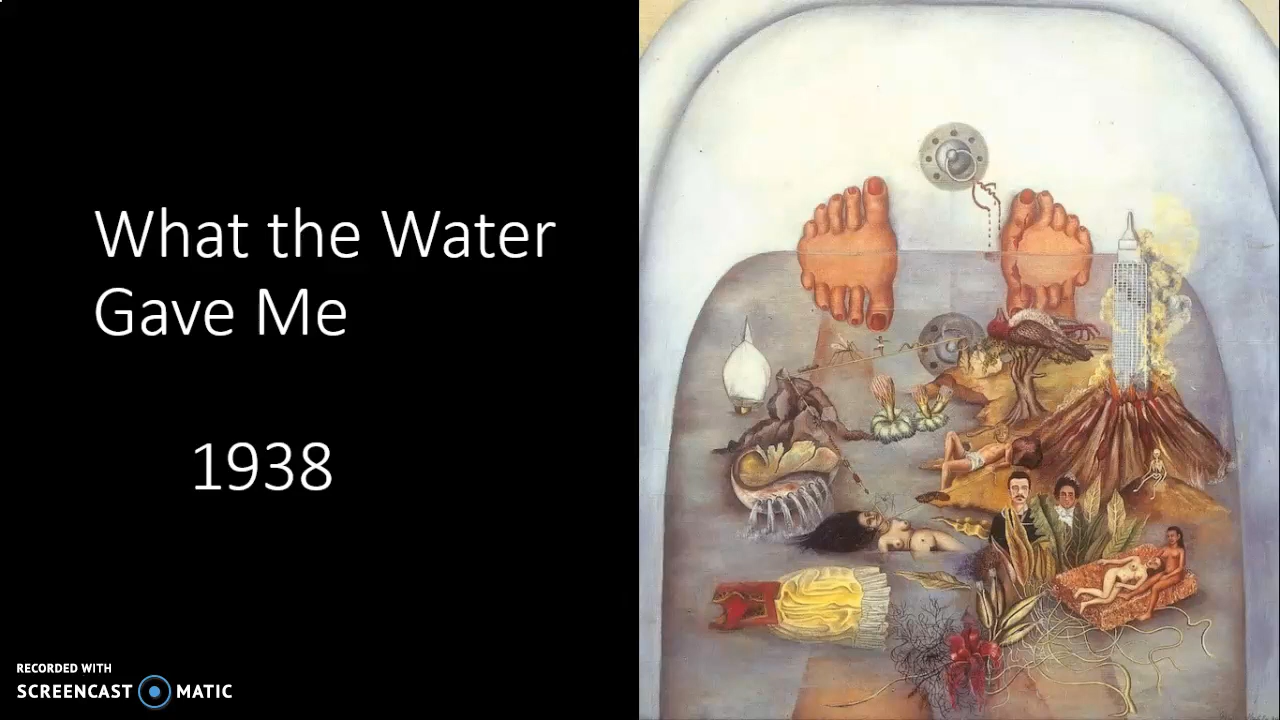 What the Water
Gave Me
1938
RECORDED WITH
SCREENCAST MATIC